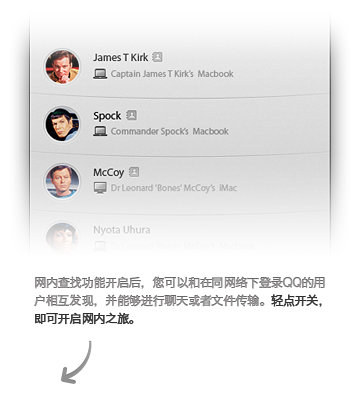 James T Kirk
Captain James T Kirk's Macbook
Spock
Commander Spock's Macbook
McCoy
Dr Leonard 'Bones' McCoy's iMac
Nyota Uhura
网内查找功能开启后，您可以和在同网络下登录QQ的用
户相互发现，并能够进行聊天或者文件传输。轻点开关，
即可开启网内之旅。